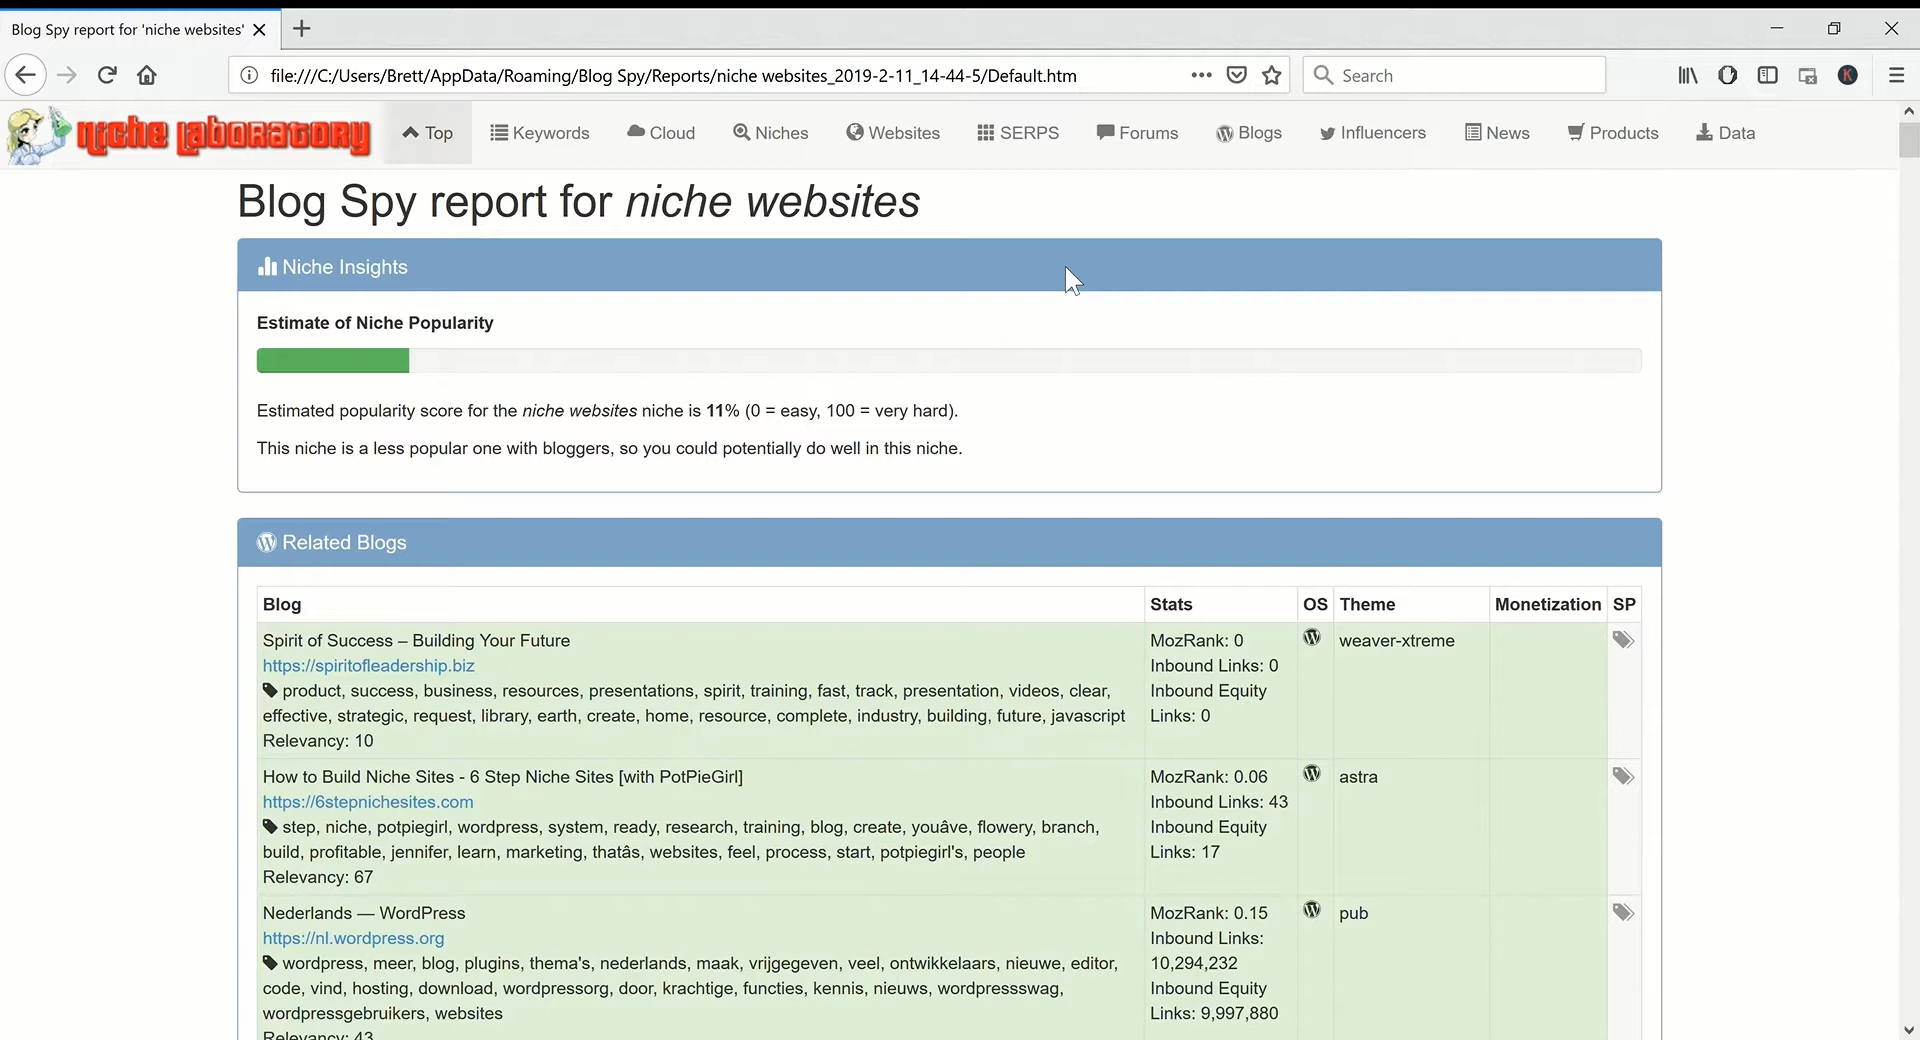 Blog Spy report for 'niche websites'
file:///C:/Users/Brett/AppData/Roaming/Blog Spy/Reports/niche websites_2019-2-11_14-44-5/Default.htm
Search
K
niche laboratory
Top
Keywords
Cloud
Niches
Websites
SERPS
Forums
Blogs
Influencers
News
Products
Data
Blog Spy report for niche websites
Niche Insights
Estimate of Niche Popularity
Estimated popularity score for the niche websites niche is 11% (0 = easy, 100 = very hard).
This niche is a less popular one with bloggers, so you could potentially do well in this niche.
Related Blogs
Blog Stats OS Theme Monetization SP
Spirit of Success – Building Your Future
https://spiritofleadership.biz
product, success, business, resources, presentations, spirit, training, fast, track, presentation, videos, clear,
effective, strategic, request, library, earth, create, home, resource, complete, industry, building, future, javascript
Relevancy: 10
MozRank: 0
Inbound Links: 0
Inbound Equity
Links: 0
weaver-xtreme
How to Build Niche Sites - 6 Step Niche Sites [with PotPieGirl]
https://6stepnichesites.com
step, niche, potpiegirl, wordpress, system, ready, research, training, blog, create, youâve, flowery, branch,
build, profitable, jennifer, learn, marketing, thatâs, websites, feel, process, start, potpiegirl's, people
Relevancy: 67
MozRank: 0.06
Inbound Links: 43
Inbound Equity
Links: 17
astra
Nederlands — WordPress
https://nl.wordpress.org
wordpress, meer, blog, plugins, thema's, nederlands, maak, vrijgegeven, veel, ontwikkelaars, nieuwe, editor,
code, vind, hosting, download, wordpressorg, door, krachtige, functies, kennis, nieuws, wordpressswag,
wordpressgebruikers, websites
Relevancy: 43
MozRank: 0.15
Inbound Links:
10,294,232
Inbound Equity
Links: 9,997,880
pub